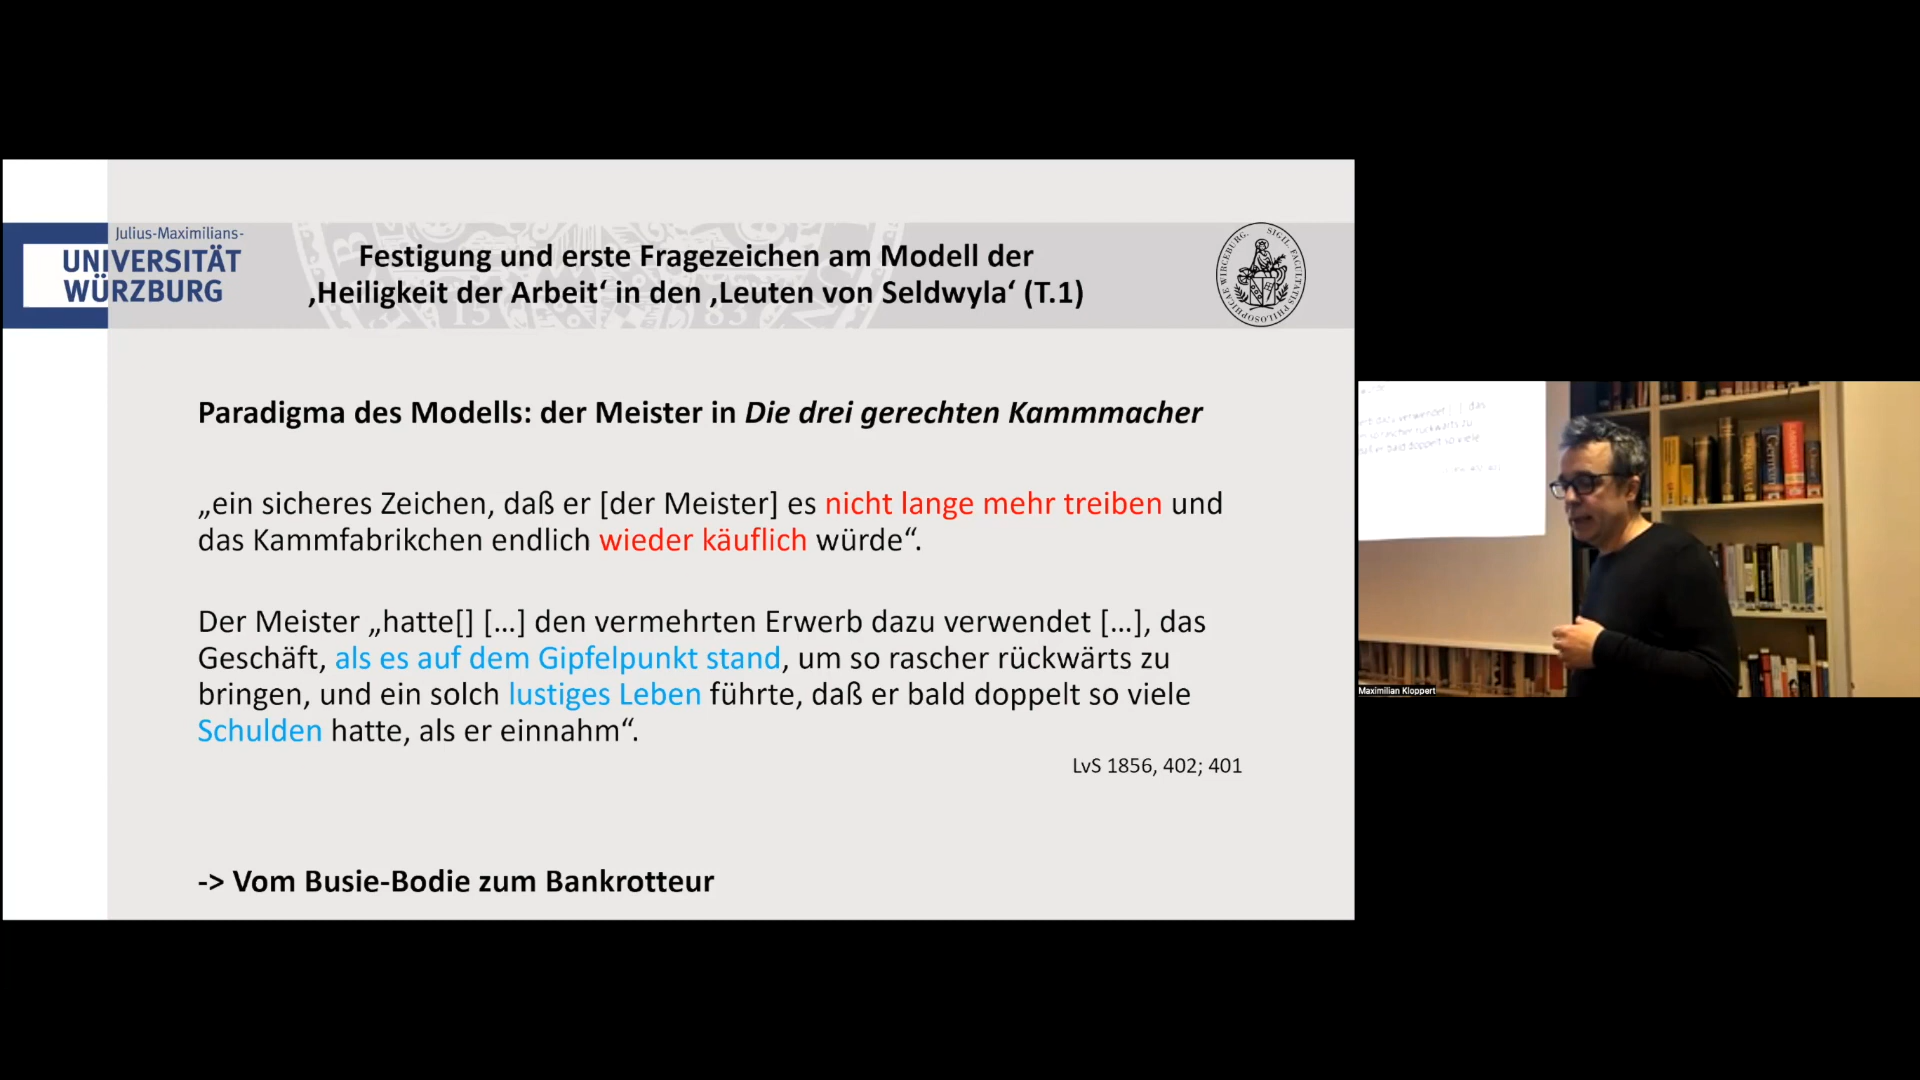 Julius-Maximilians-
UNIVERSITÄT
WÜRZBURG
Festigung und erste Fragezeichen am Modell der
‚Heiligkeit der Arbeit‘ in den ‚Leuten von Seldwyla‘ (T.1)
SIGIL. FACULTATIS PHILOSOPHICAE WIRCEBURG.
Paradigma des Modells: der Meister in Die drei gerechten Kammmacher
„ein sicheres Zeichen, daß er [der Meister] es nicht lange mehr treiben und
das Kammfabrikchen endlich wieder käuflich würde“.
Der Meister „hatte[] […] den vermehrten Erwerb dazu verwendet […], das
Geschäft, als es auf dem Gipfelpunkt stand, um so rascher rückwärts zu
bringen, und ein solch lustiges Leben führte, daß er bald doppelt so viele
Schulden hatte, als er einnahm“.
LvS 1856, 402; 401
-> Vom Busie-Bodie zum Bankrotteur
Maximilian Kloppert